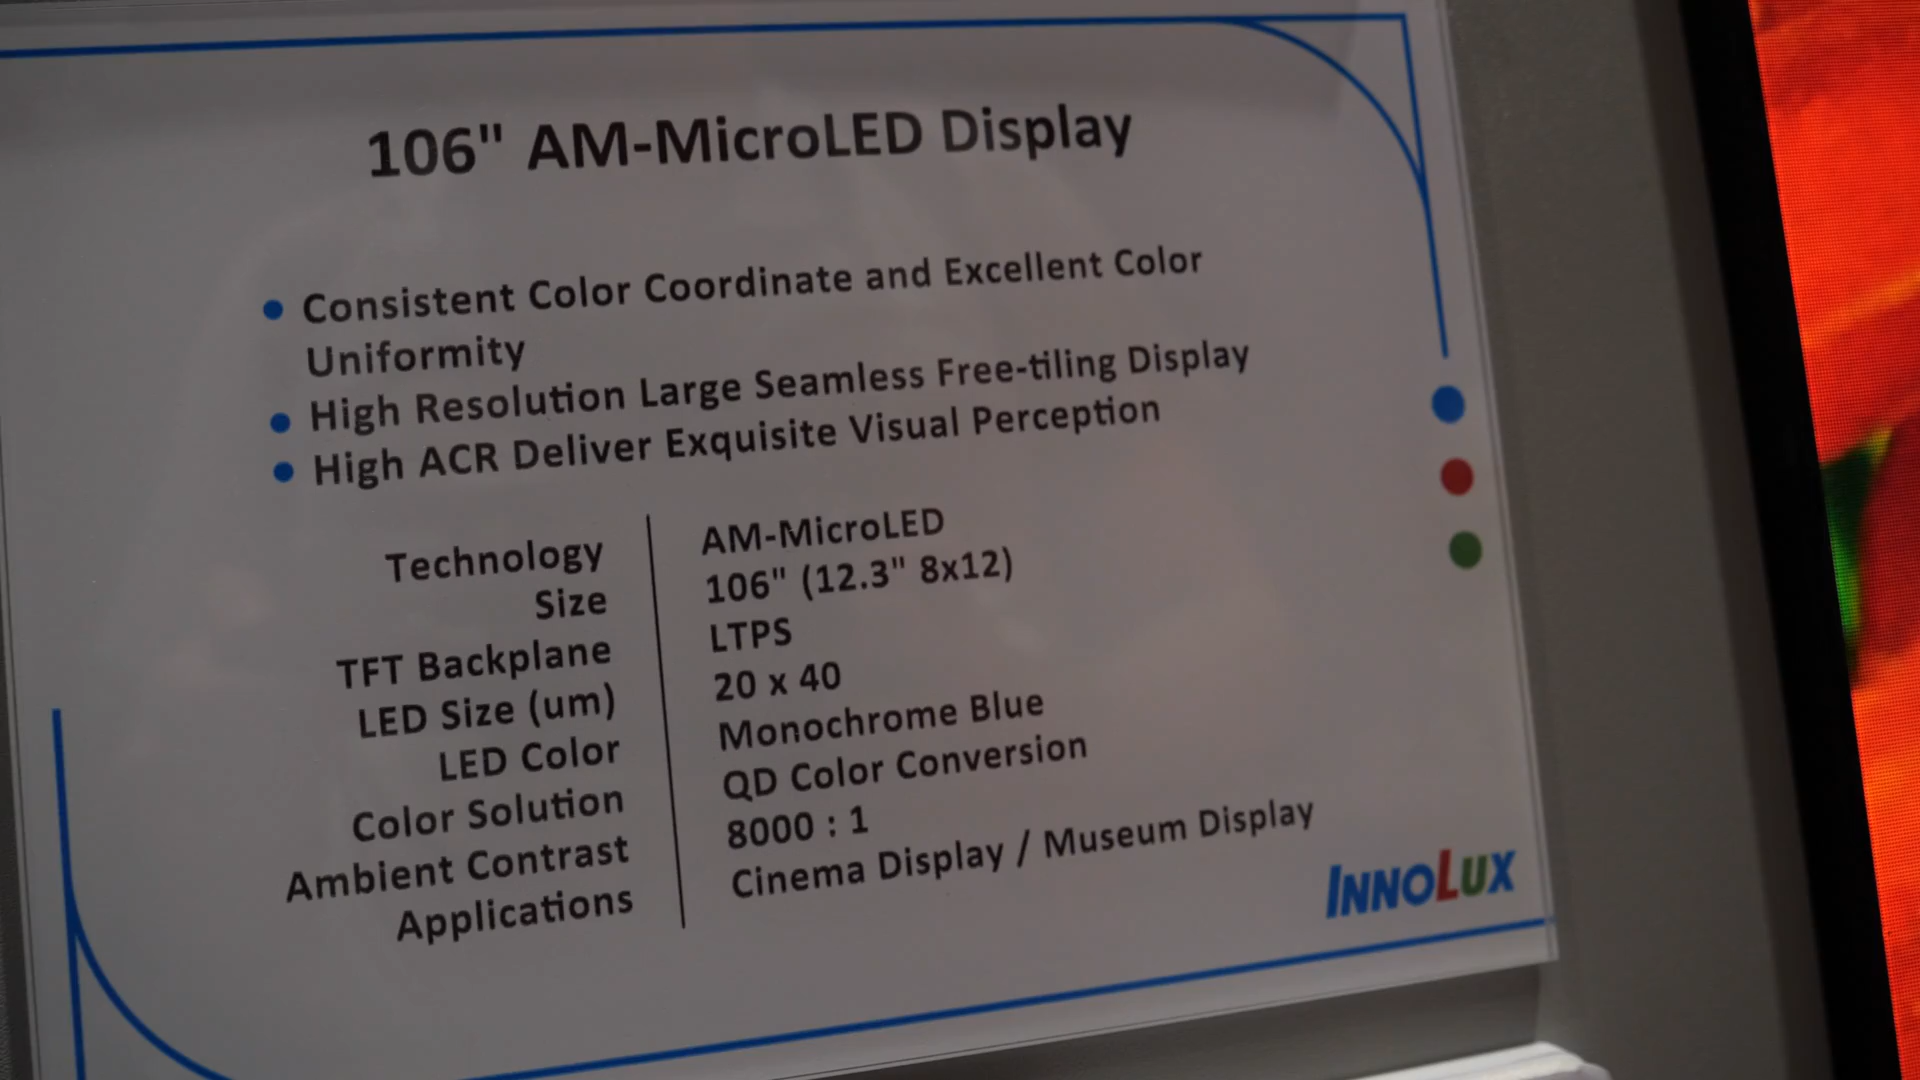 106" AM-MicroLED Display
• Consistent Color Coordinate and Excellent Color
Uniformity
• High Resolution Large Seamless Free-tiling Display
• High ACR Deliver Exquisite Visual Perception
Technology AM-MicroLED
Size 106" (12.3" 8x12)
TFT Backplane LTPS
LED Size (um) 20 x 40
LED Color Monochrome Blue
Color Solution QD Color Conversion
Ambient Contrast 8000 : 1
Applications Cinema Display / Museum Display
INNOLUX